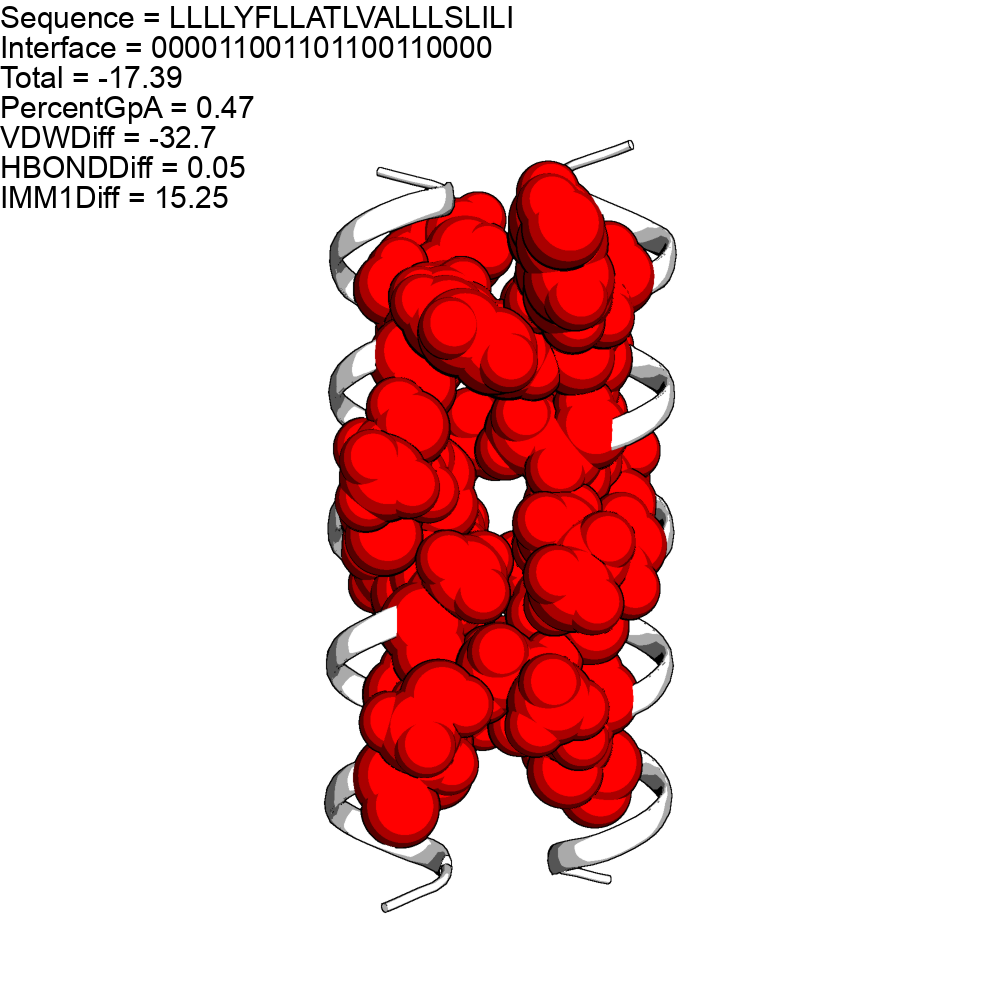 Sequence = LLLLYFLLATLVALLLSLILI
Interface = 000011001101100110000
Total = -17.39
PercentGpA = 0.47
VDWDiff = -32.7
HBONDDiff = 0.05
IMM1Diff = 15.25